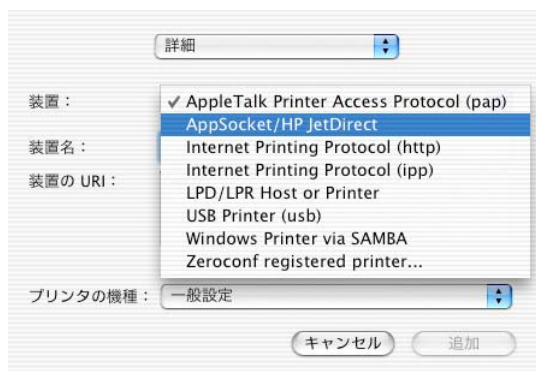 詳細
装置：
✓ AppleTalk Printer Access Protocol (pap)
AppSocket/HP JetDirect
装置名：
Internet Printing Protocol (http)
Internet Printing Protocol (ipp)
装置の URI：
LPD/LPR Host or Printer
USB Printer (usb)
Windows Printer via SAMBA
Zeroconf registered printer...
プリンタの機種：
一般設定
キャンセル
追加